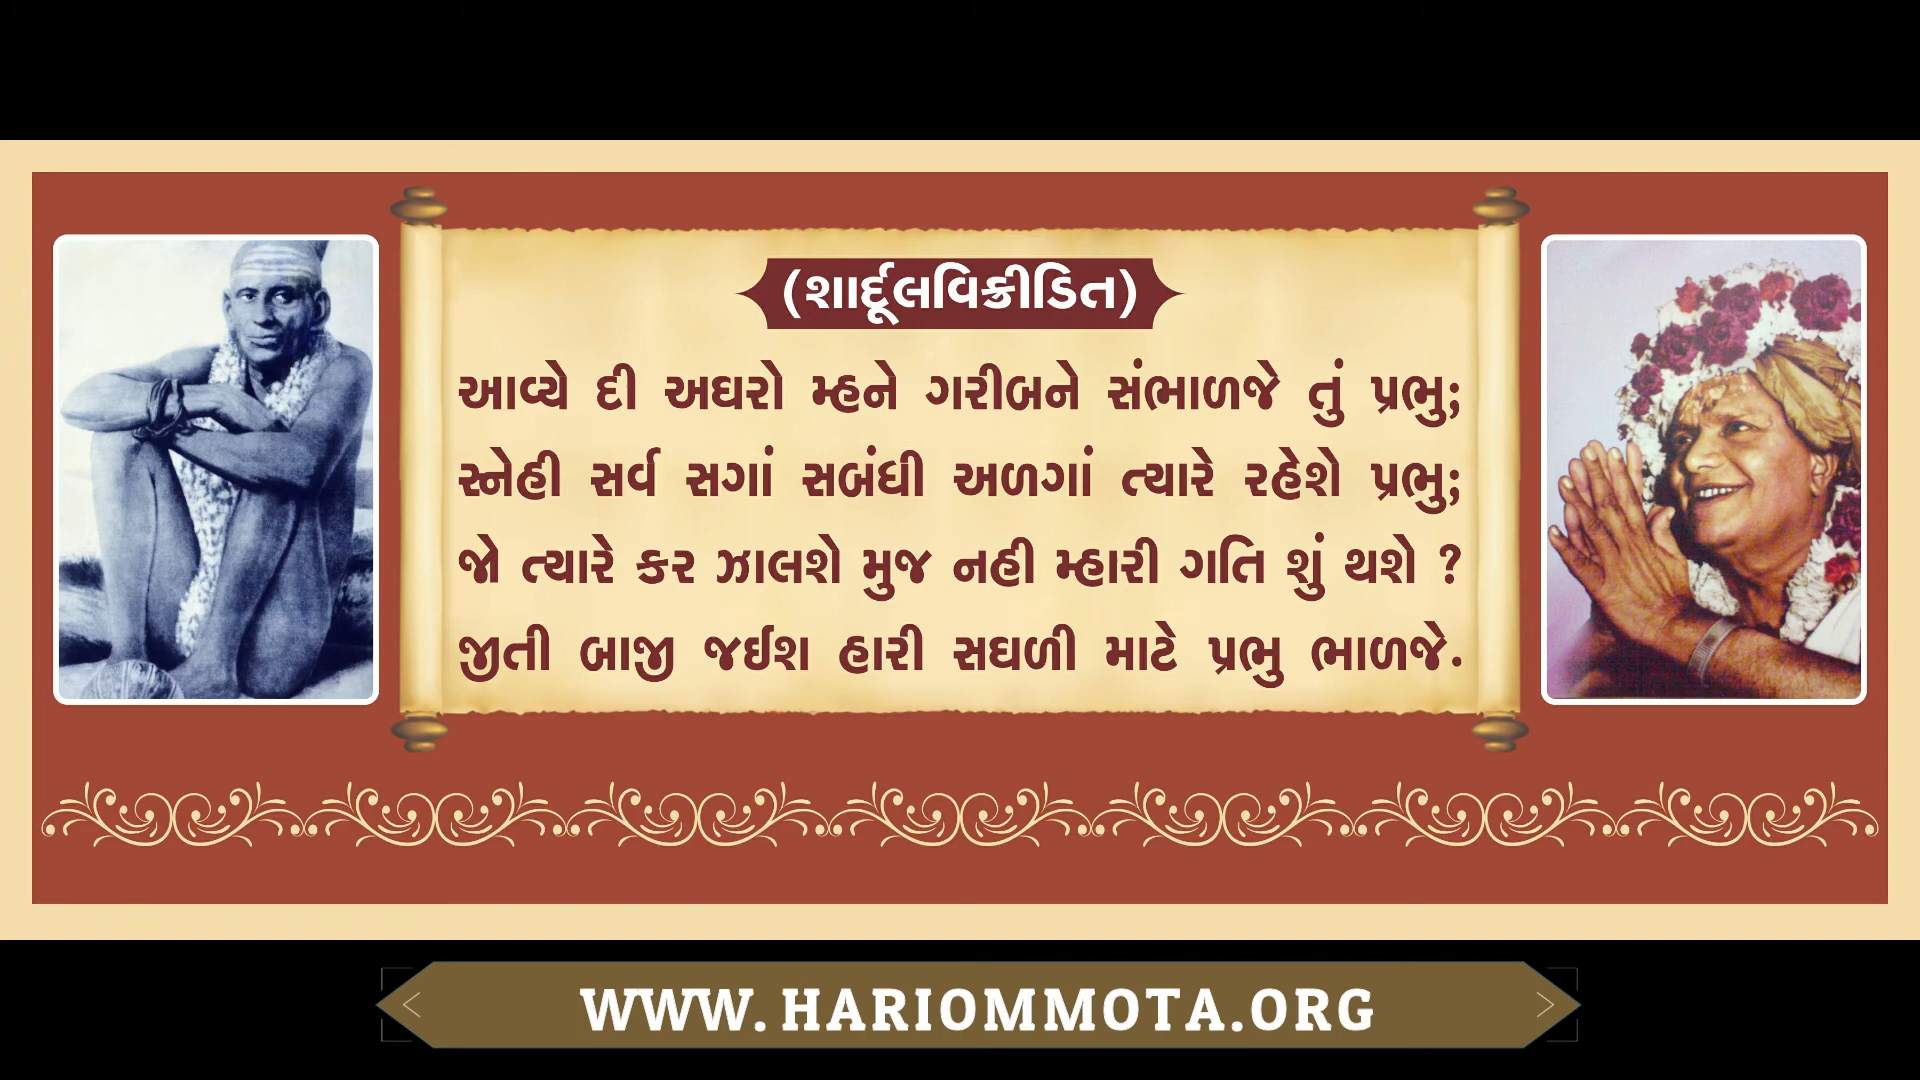 (શાર્દૂલવિક્રીડિત)
આવ્યે દી અઘરો મ્હને ગરીબને સંભાળજે તું પ્રભુ;
સ્નેહી સર્વ સગાં સબંધી અળગાં ત્યારે રહેશે પ્રભુ;
જો ત્યારે કર ઝાલશે મુજ નહી મ્હારી ગતિ શું થશે ?
જીતી બાજી જઈશ હારી સઘળી માટે પ્રભુ ભાળજે.
WWW. HARIOMMOTA.ORG